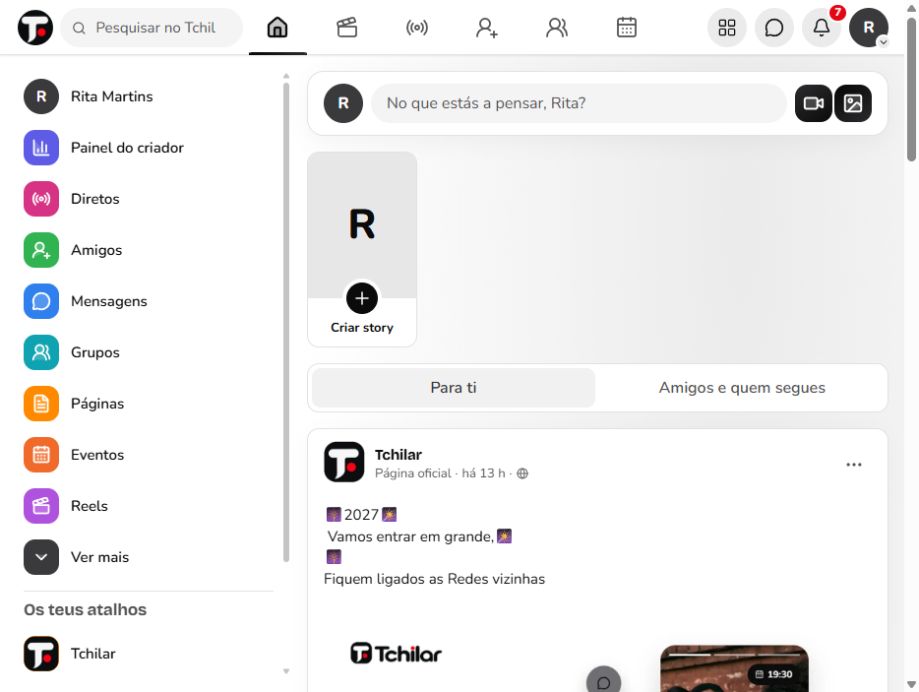 Pesquisar no Tchil
7
R
R
Rita Martins
Painel do criador
Diretos
Amigos
Mensagens
Grupos
Páginas
Eventos
Reels
Ver mais
Os teus atalhos
Tchilar
R
No que estás a pensar, Rita?
R
Criar story
Para ti
Amigos e quem segues
Tchilar
Página oficial · há 13 h ·
🎆2027🎇
Vamos entrar em grande,🎇
🎆
Fiquem ligados as Redes vizinhas
Tchilar
19:30